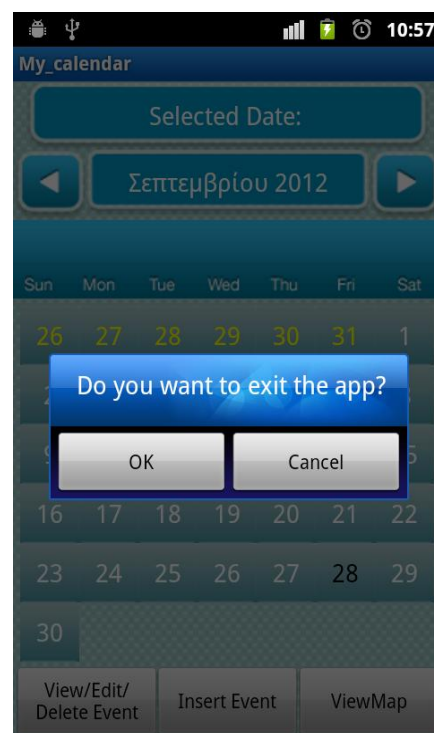 10:57
My_calendar
Selected Date:
Σεπτεμβρίου 2012
Sun Mon Tue Wed Thu Fri Sat
26 27 28 29 30 31 1
Do you want to exit the app?
OK Cancel
16 17 18 19 20 21 22
23 24 25 26 27 28 29
30
View/Edit/
Delete Event Insert Event ViewMap